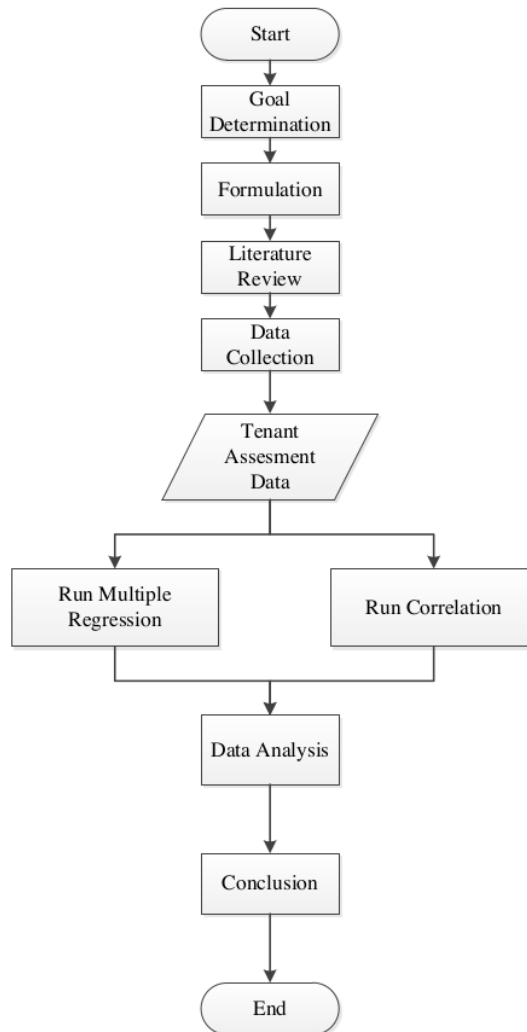 Start
Goal
Determination
Formulation
Literature
Review
Data
Collection
Tenant
Assesment
Data
Run Multiple
Regression
Run Correlation
Data Analysis
Conclusion
End